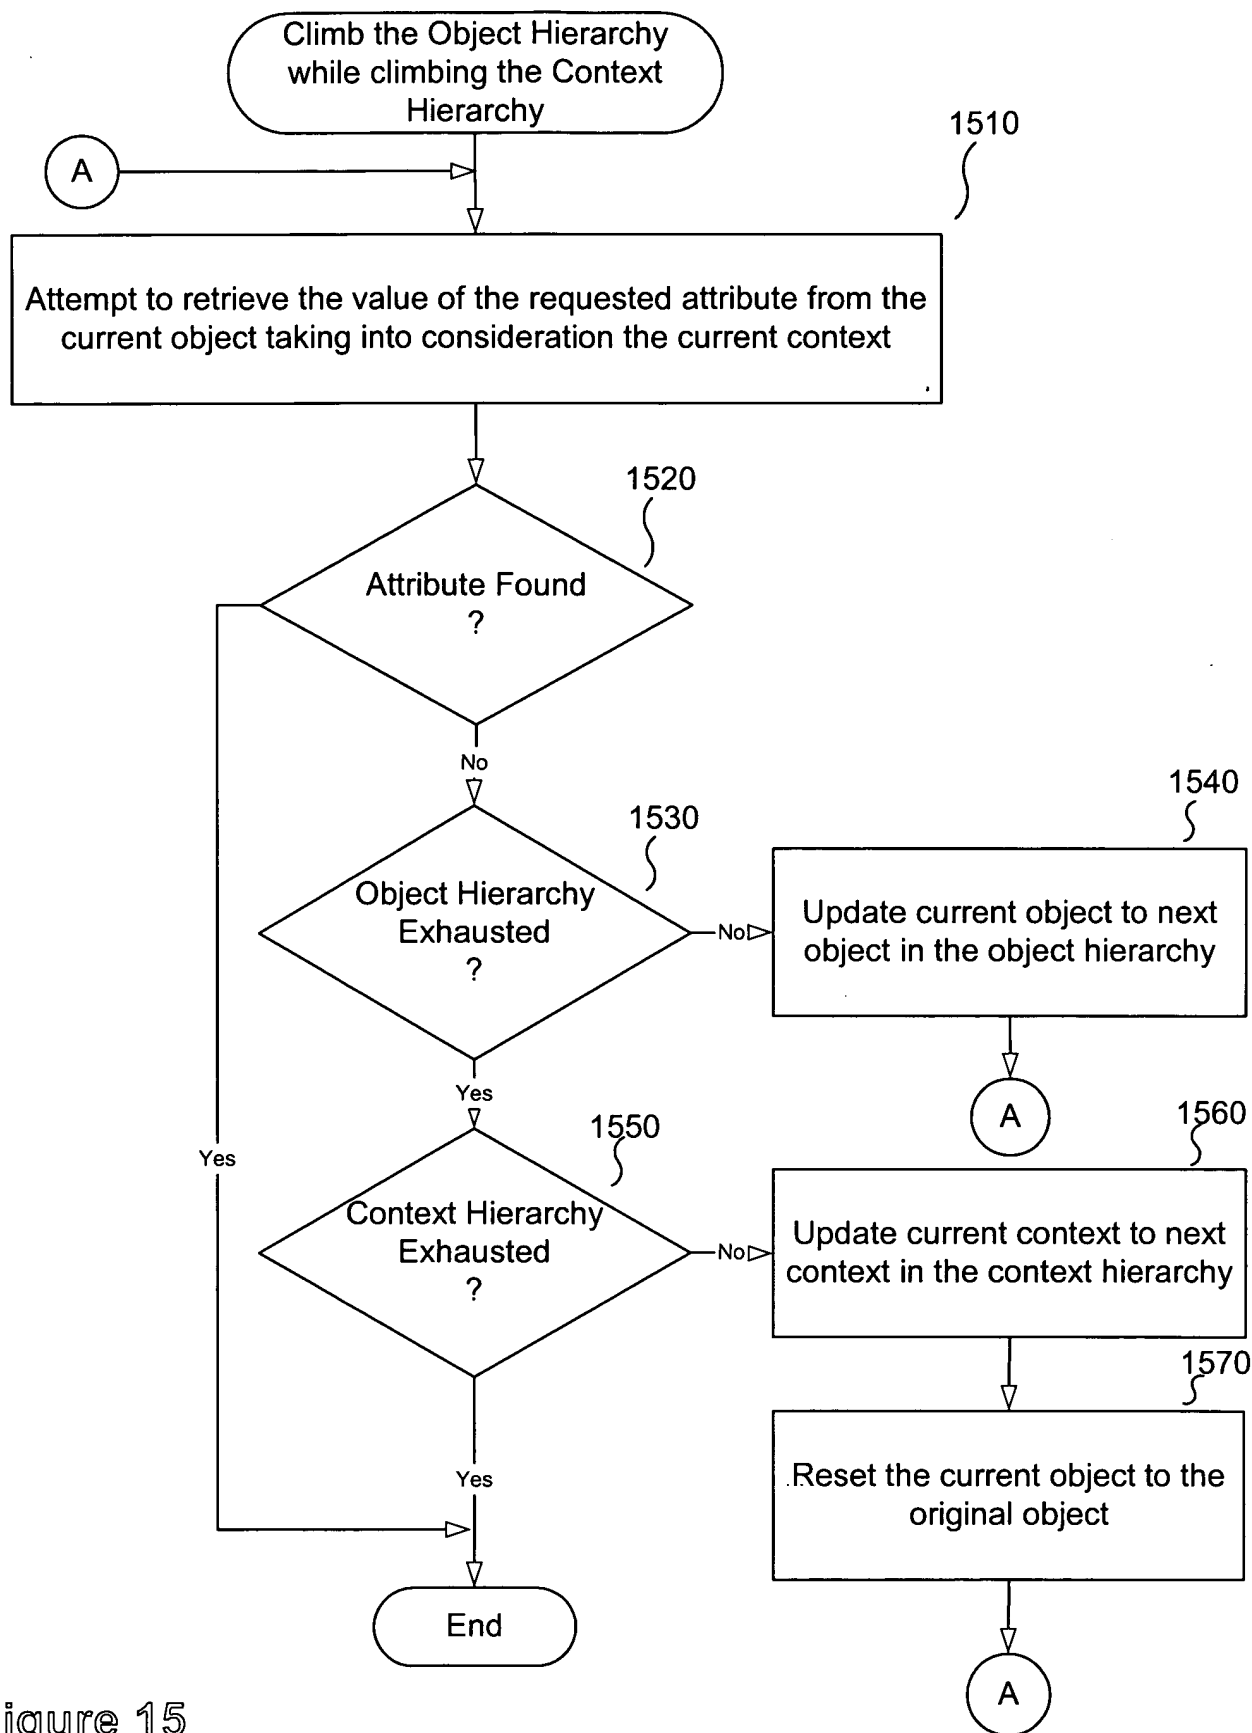 Climb the Object Hierarchy
while climbing the Context
Hierarchy
A
1510
Attempt to retrieve the value of the requested attribute from the
current object taking into consideration the current context
1520
Attribute Found
?
No
1530
Object Hierarchy
Exhausted
?
No
1540
Update current object to next
object in the object hierarchy
A
Yes
Yes
1550
Context Hierarchy
Exhausted
?
No
1560
Update current context to next
context in the context hierarchy
1570
Reset the current object to the
original object
A
Yes
End
igure 15